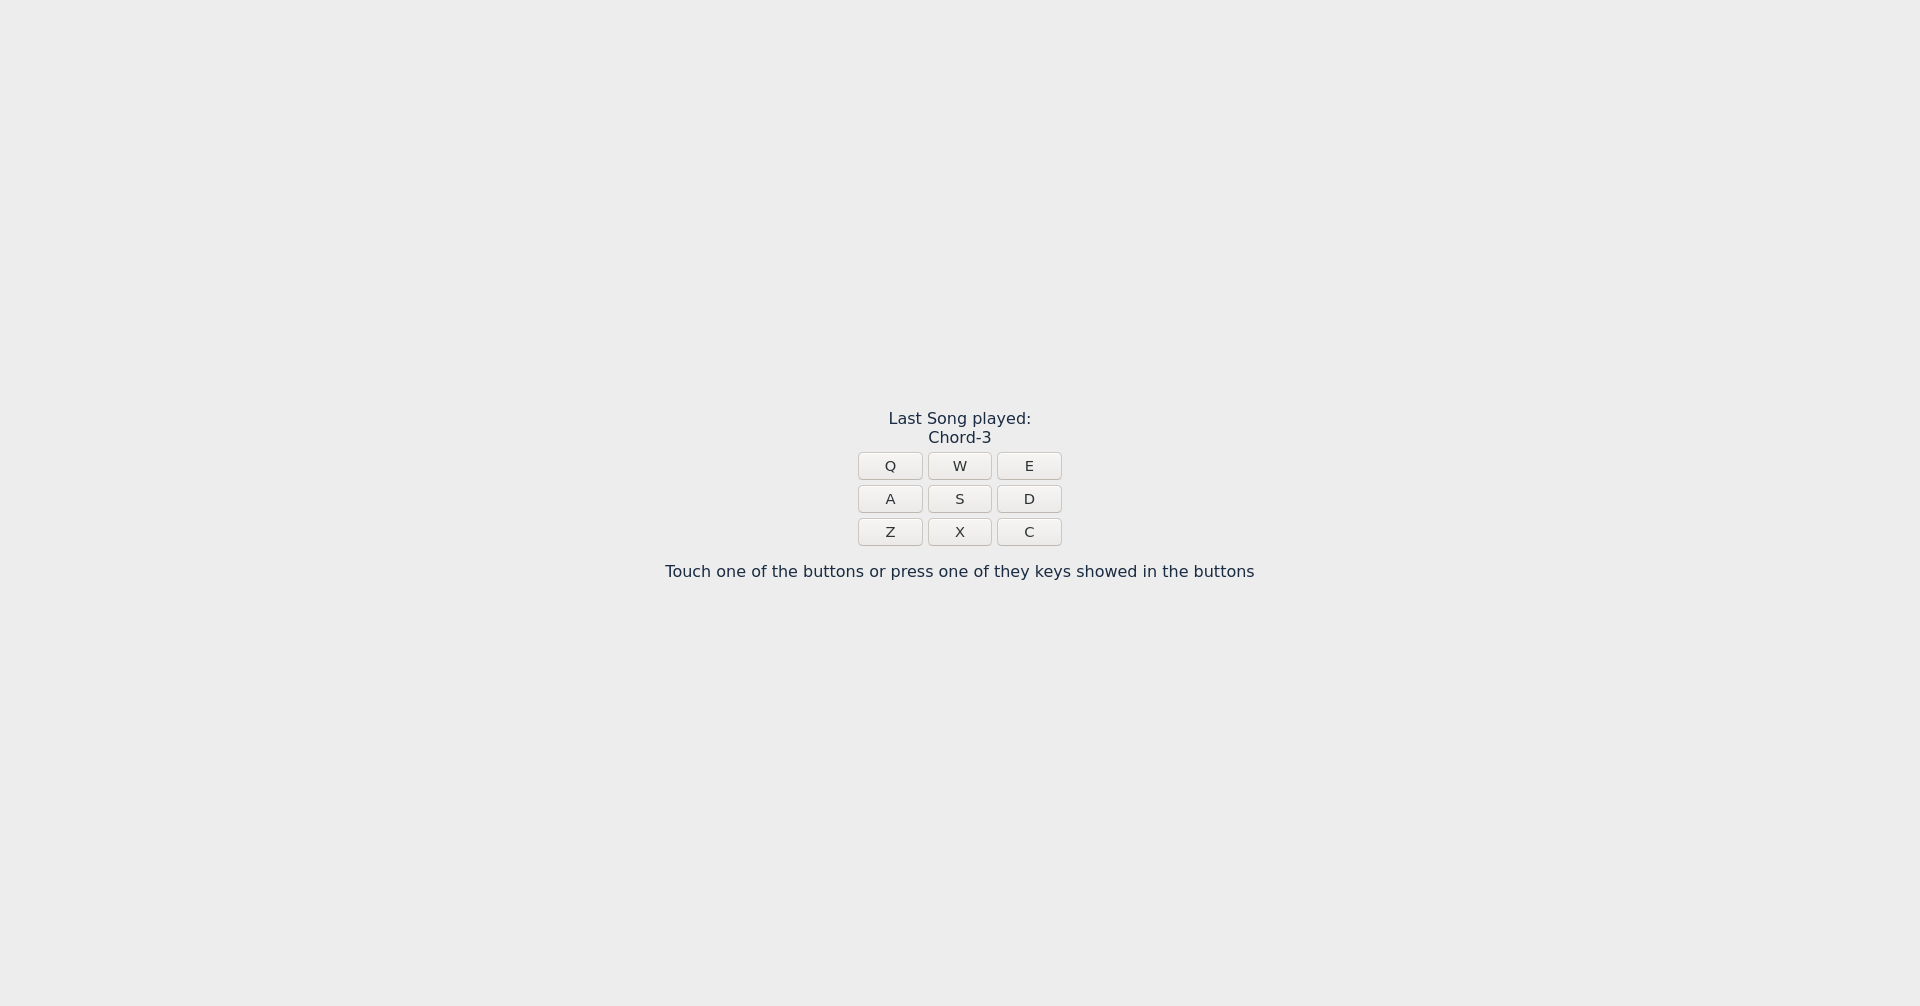 Last Song played:
Chord-3
Q W E
A S D
Z X C
Touch one of the buttons or press one of they keys showed in the buttons